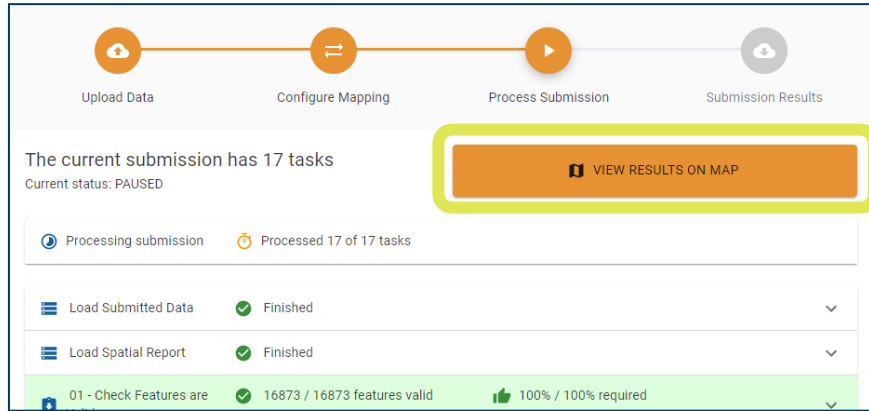 Upload Data
Configure Mapping
Process Submission
Submission Results
The current submission has 17 tasks
Current status: PAUSED
VIEW RESULTS ON MAP
Processing submission
Processed 17 of 17 tasks
Load Submitted Data
Finished
Load Spatial Report
Finished
01 - Check Features are
16873 / 16873 features valid
100% / 100% required